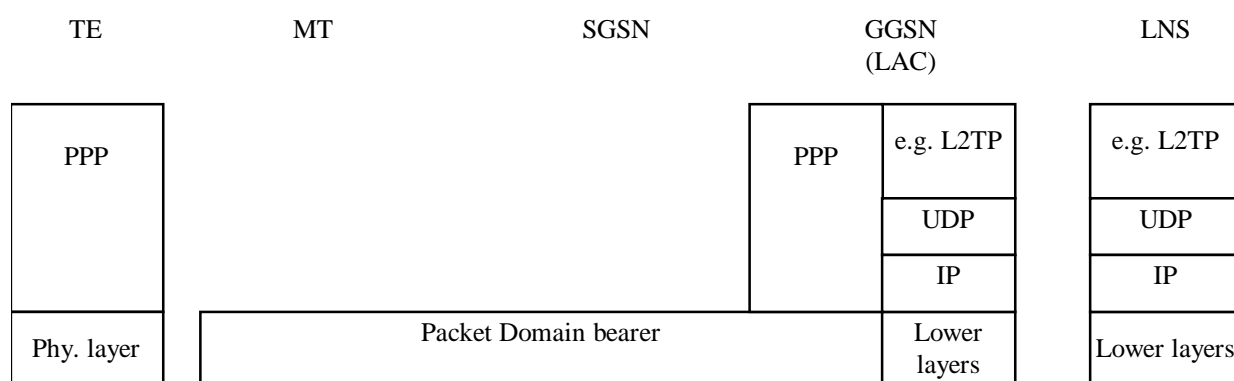 TE MT SGSN GGSN LNS
(LAC)
PPP PPP e.g. L2TP e.g. L2TP
UDP UDP
IP IP
Phy. layer Packet Domain bearer Lower Lower layers
layers